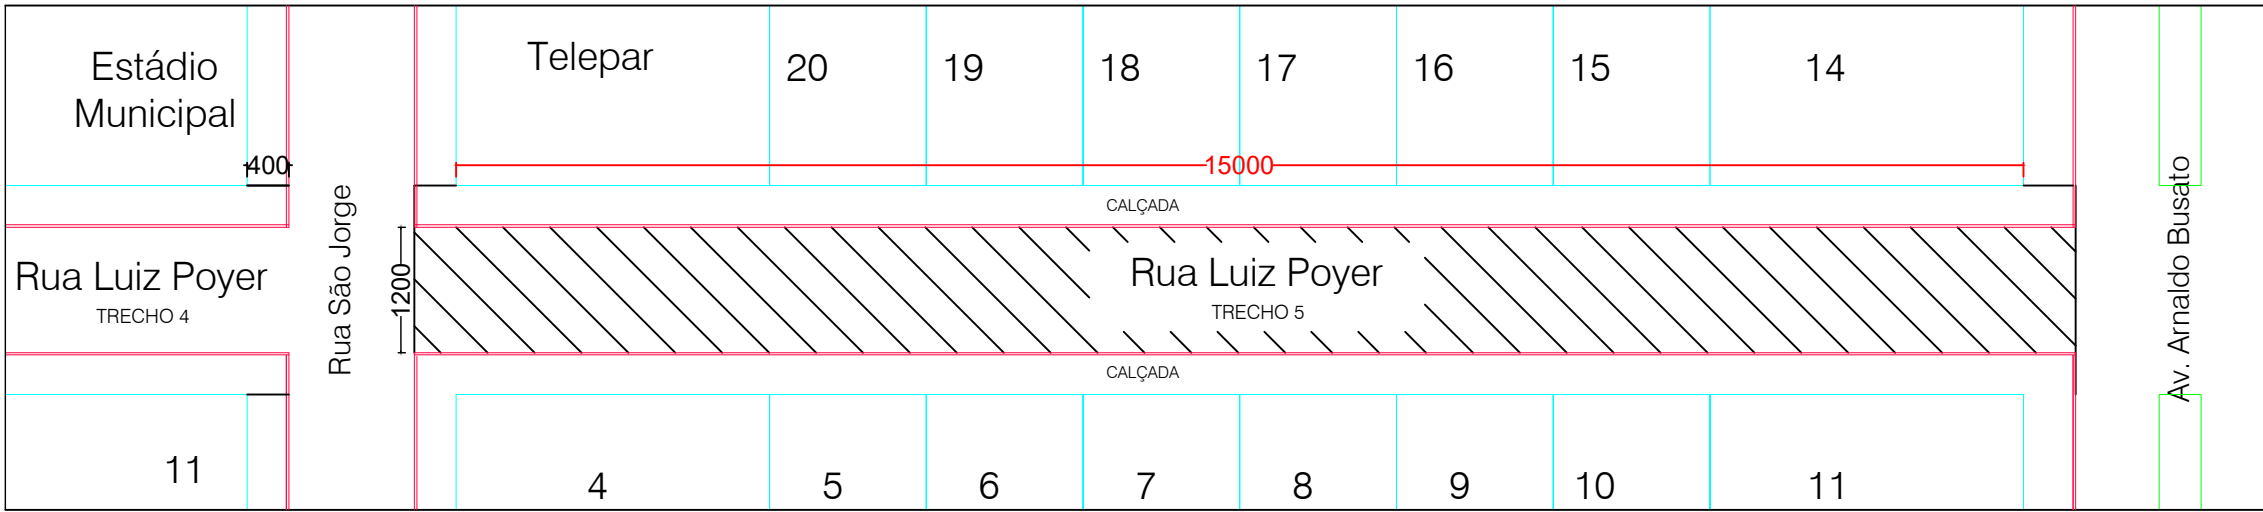 Estádio
Municipal
Telepar
20
19
18
17
16
15
14
400
15000
CALÇADA
Rua Luiz Poyer
TRECHO 4
Rua São Jorge
1200
Rua Luiz Poyer
TRECHO 5
Av. Arnaldo Busato
CALÇADA
11
4
5
6
7
8
9
10
11